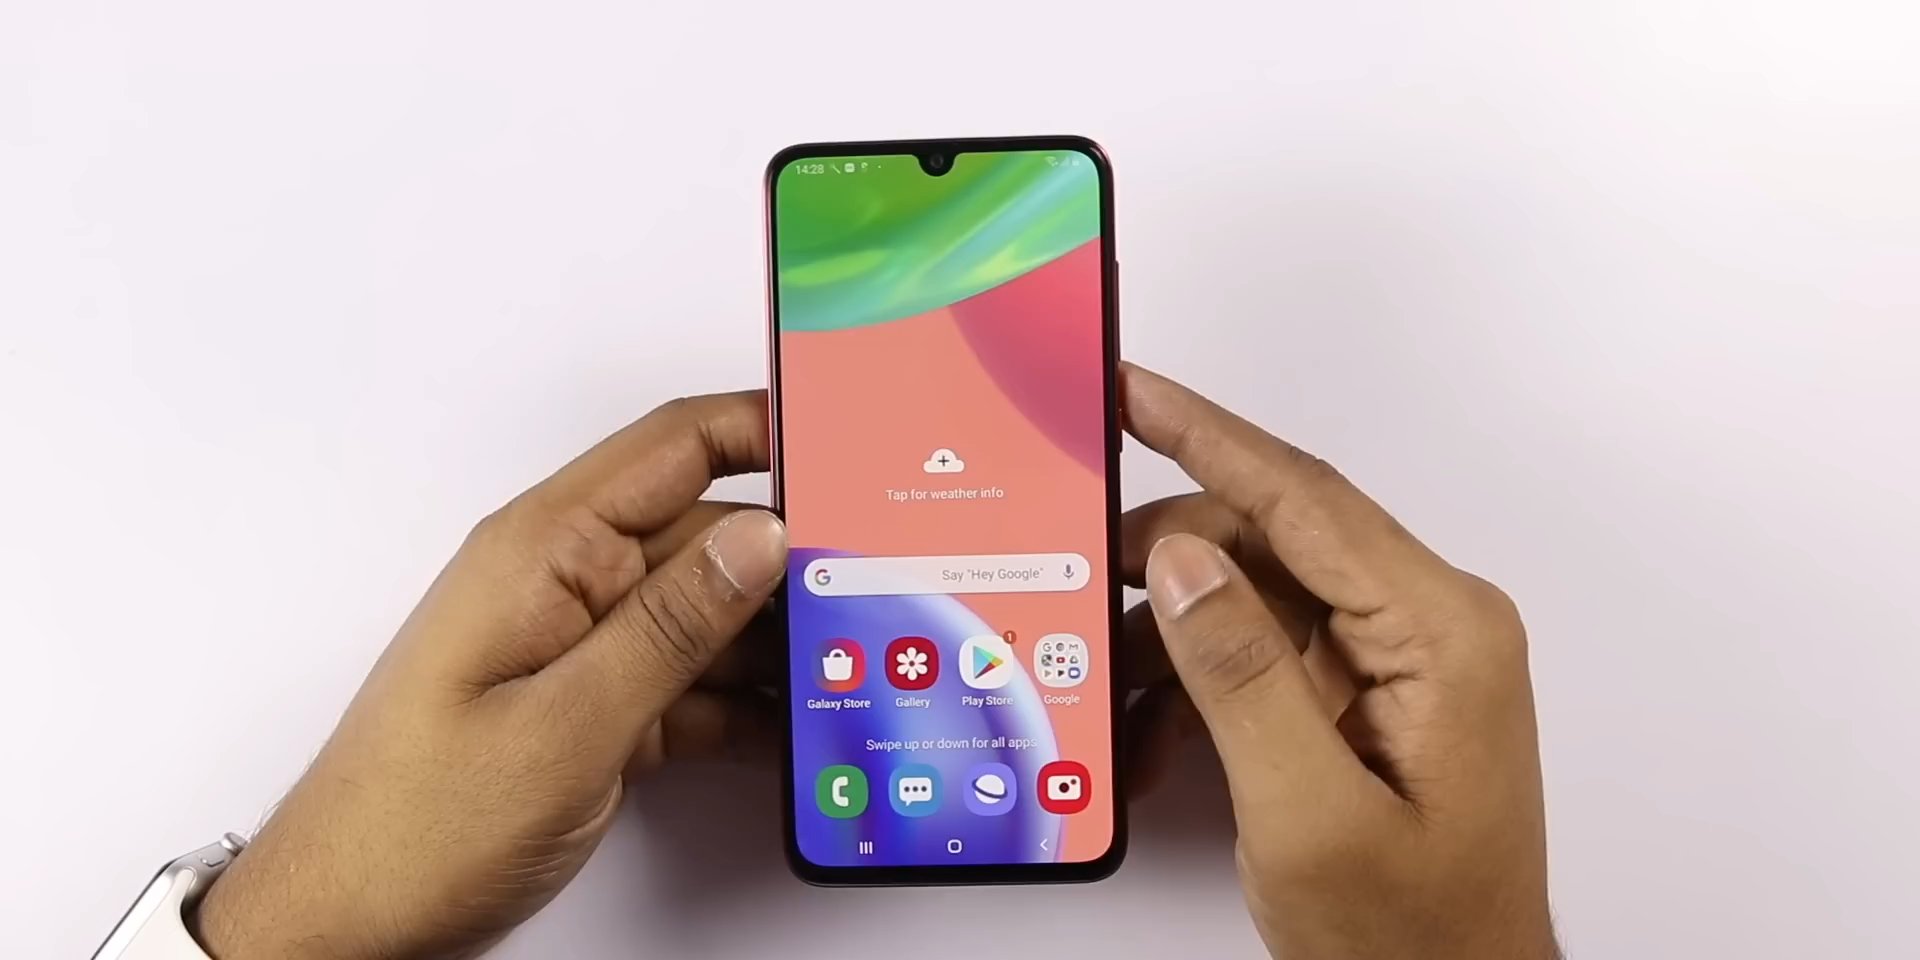 14:28
Tap for weather info
G Say "Hey Google"
1
Galaxy Store Gallery Play Store Google
Swipe up or down for all apps